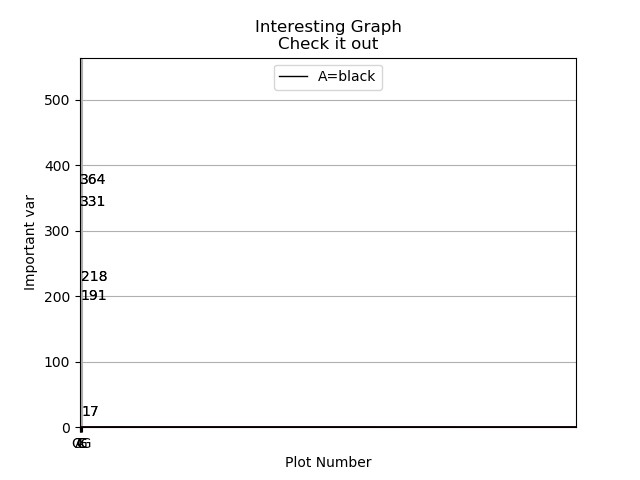 Interesting Graph
Check it out
A=black
500
400
300
200
100
0
364
331
218
191
17
Important var
Plot Number